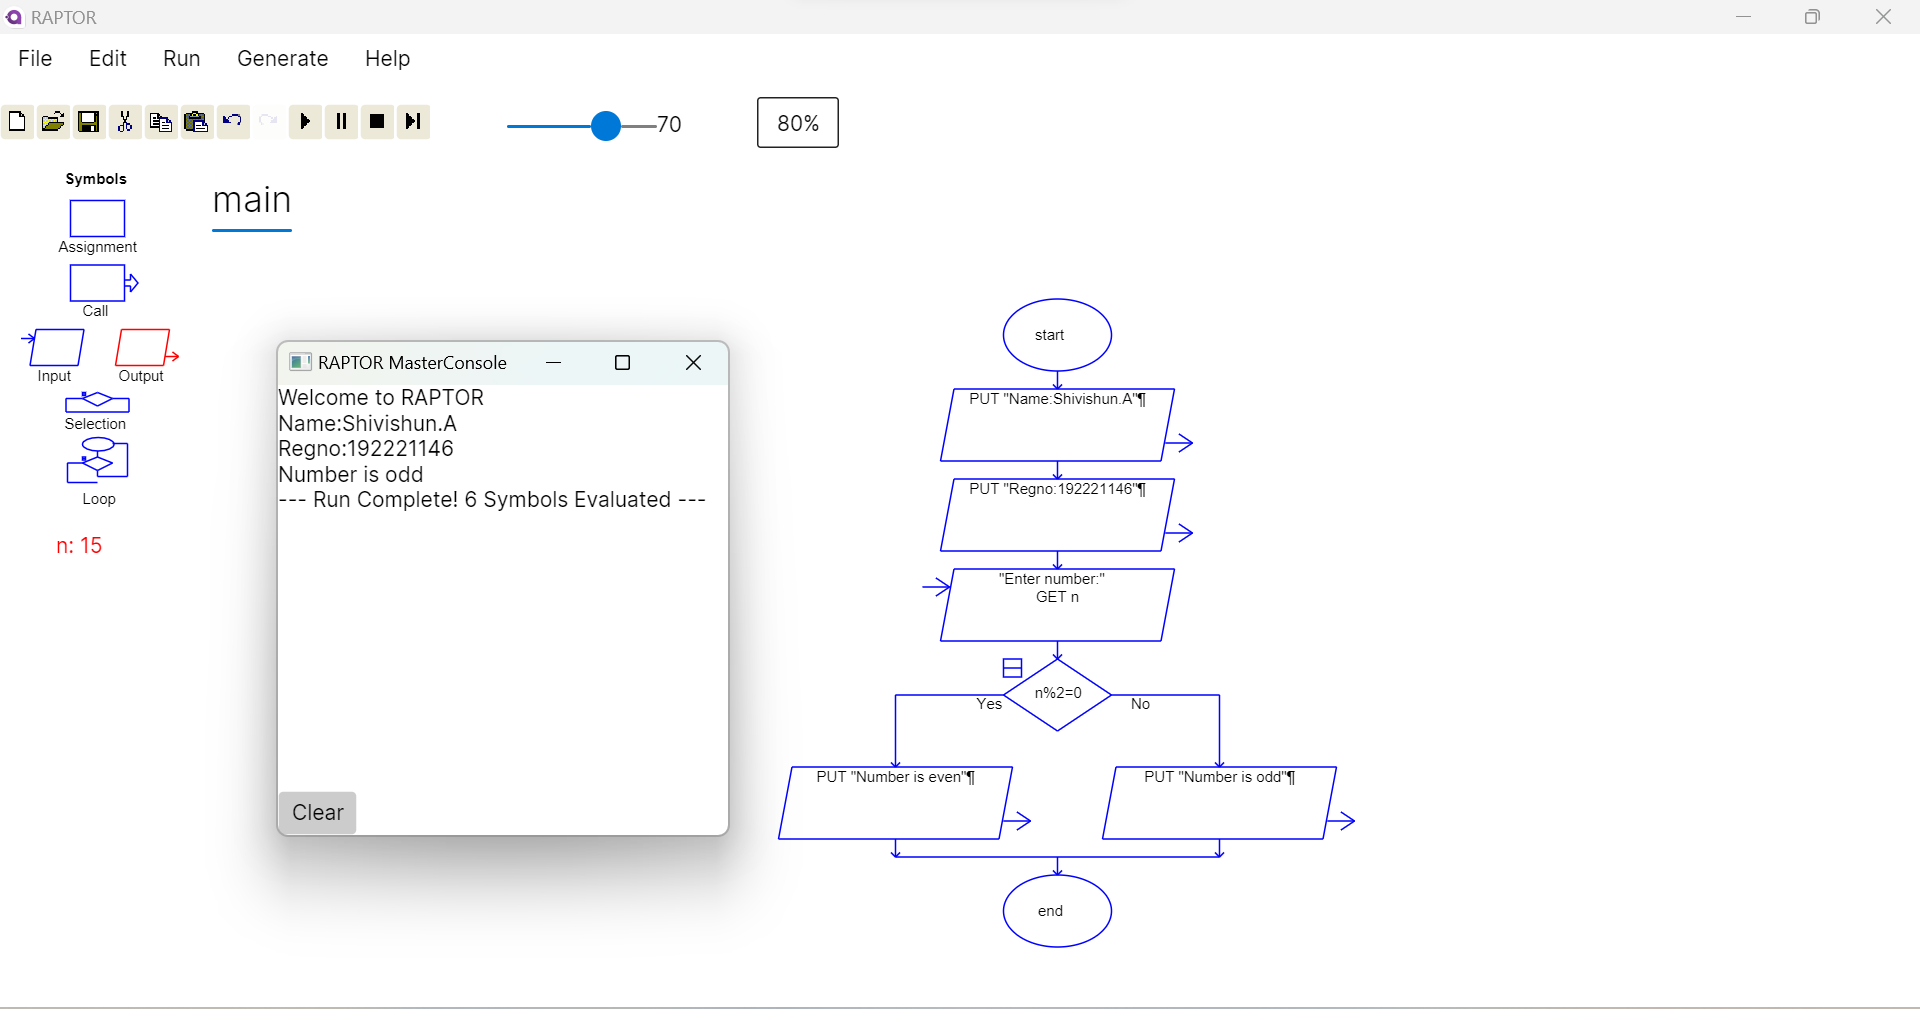 RAPTOR
File Edit Run Generate Help
70
80%
Symbols
main
Assignment
Call
Input Output
Selection
Loop
n: 15
RAPTOR MasterConsole
Welcome to RAPTOR
Name:Shivishun.A
Regno:192221146
Number is odd
--- Run Complete! 6 Symbols Evaluated ---
Clear
start
PUT "Name:Shivishun.A"¶
PUT "Regno:192221146"¶
"Enter number:"
GET n
n%2=0
Yes No
PUT "Number is even"¶
PUT "Number is odd"¶
end